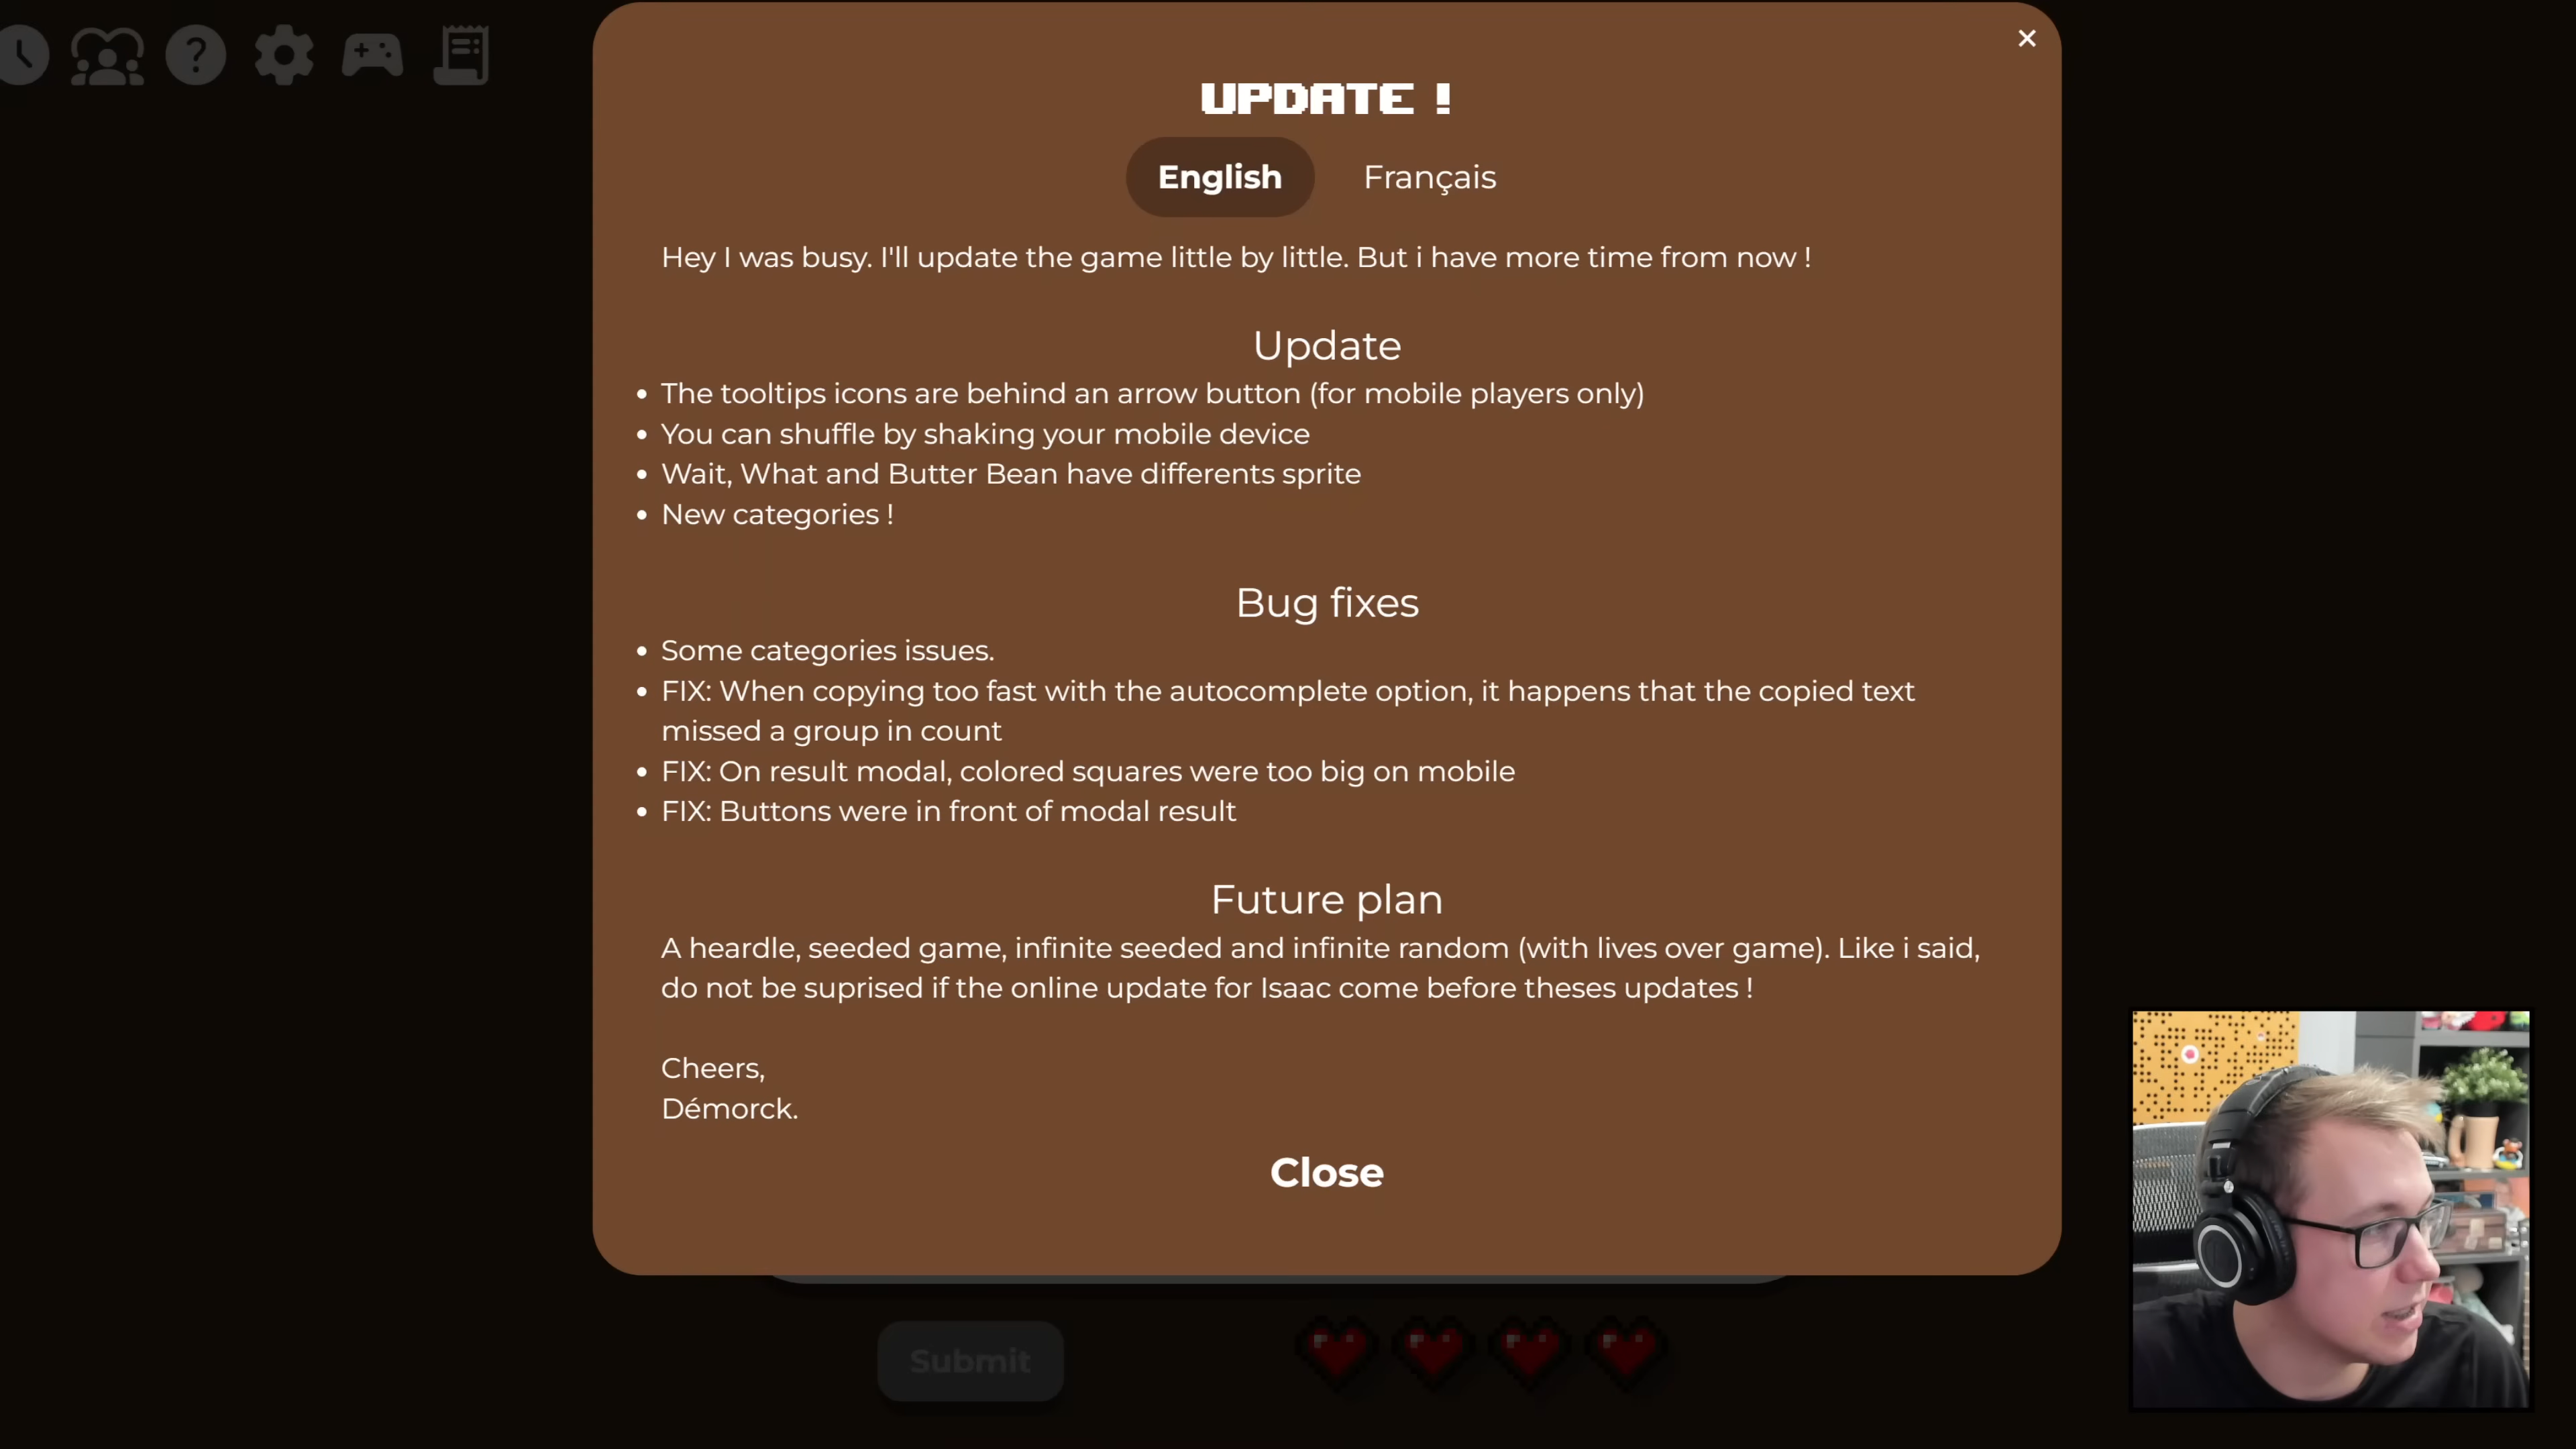 UPDATE !
English Français
Hey I was busy. I'll update the game little by little. But i have more time from now !
Update
• The tooltips icons are behind an arrow button (for mobile players only)
• You can shuffle by shaking your mobile device
• Wait, What and Butter Bean have differents sprite
• New categories !
Bug fixes
• Some categories issues.
• FIX: When copying too fast with the autocomplete option, it happens that the copied text
missed a group in count
• FIX: On result modal, colored squares were too big on mobile
• FIX: Buttons were in front of modal result
Future plan
A heardle, seeded game, infinite seeded and infinite random (with lives over game). Like i said,
do not be suprised if the online update for Isaac come before theses updates !
Cheers,
Démorck.
Close
Submit